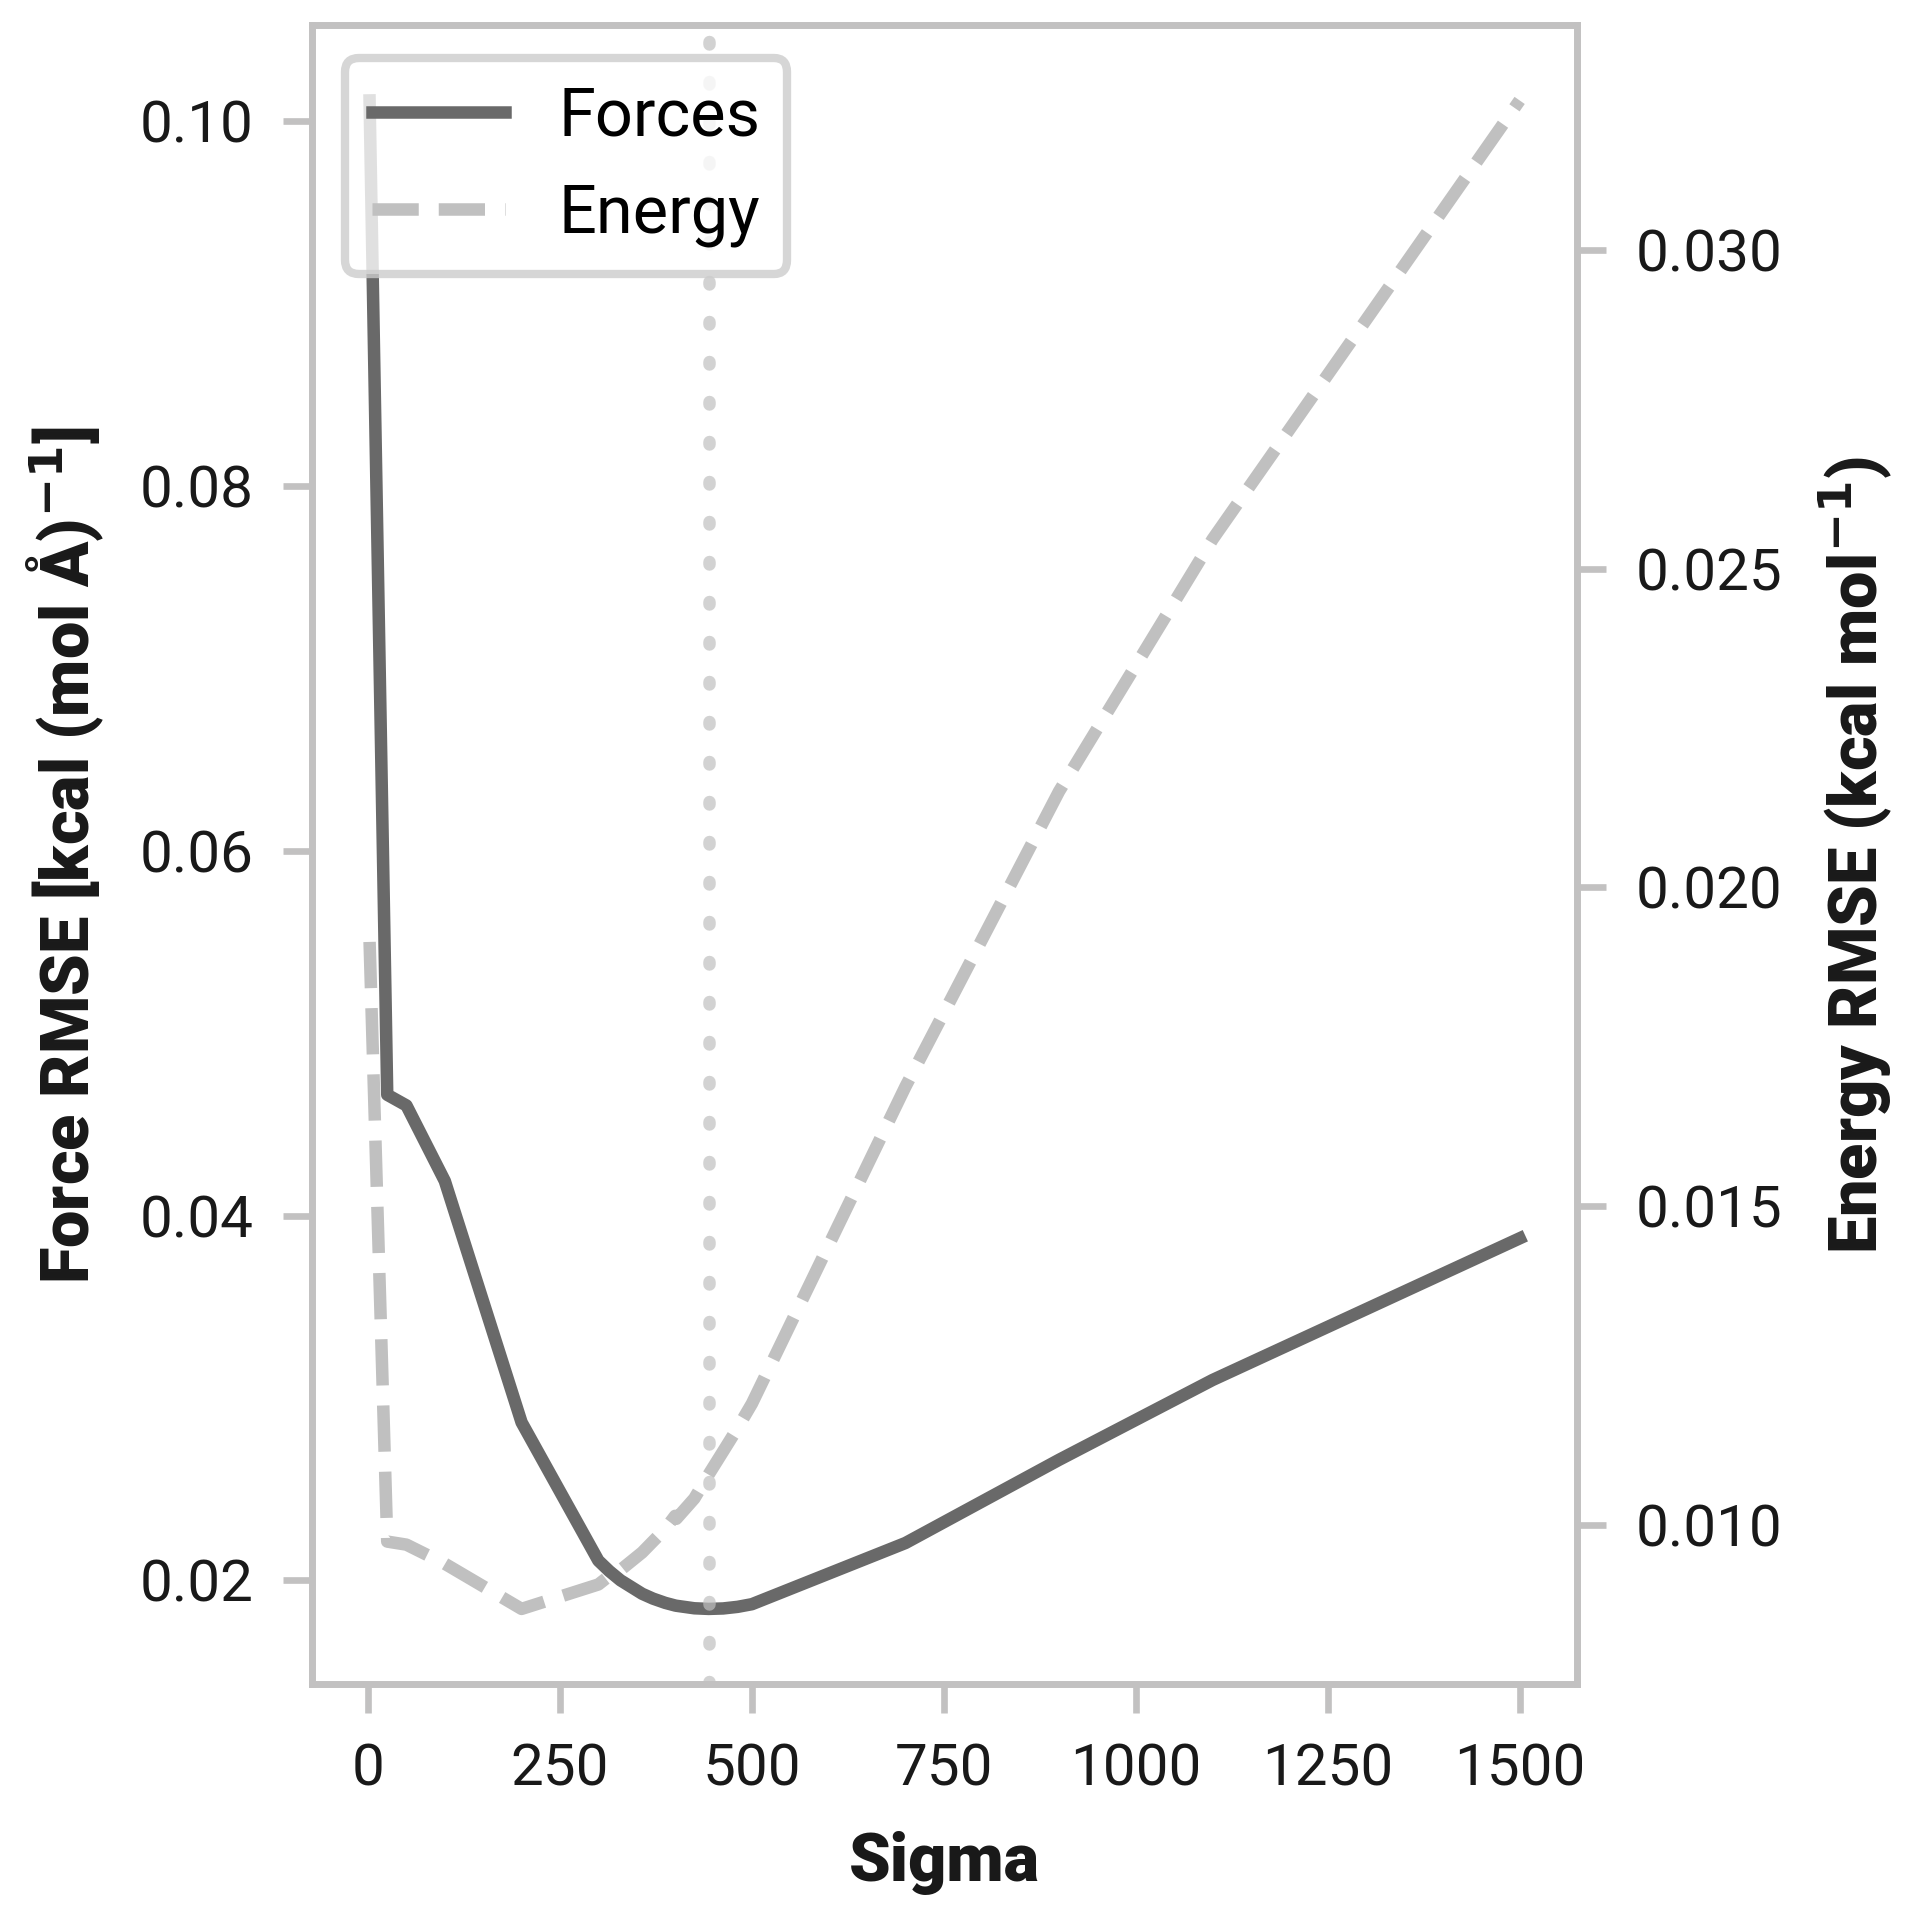 Forces
Energy
0.10
0.08
0.06
0.04
0.02
Force RMSE [kcal (mol Å)⁻¹]
0.030
0.025
0.020
0.015
0.010
Energy RMSE (kcal mol⁻¹)
0 250 500 750 1000 1250 1500
Sigma